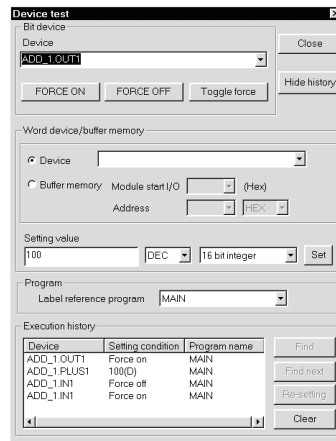 Device test
Bit device
Device
Close
ADD_1.OUT1
FORCE ON FORCE OFF Toggle force
Hide history
Word device/buffer memory
Device
Buffer memory Module start I/O (Hex)
Address HEX
Setting value
100 DEC 16 bit integer Set
Program
Label reference program MAIN
Execution history
Device Setting condition Program name
ADD_1.OUT1 Force on MAIN
ADD_1.PLUS1 100(D) MAIN
ADD_1.IN1 Force off MAIN
ADD_1.IN1 Force on MAIN
Find
Find next
Re-setting
Clear